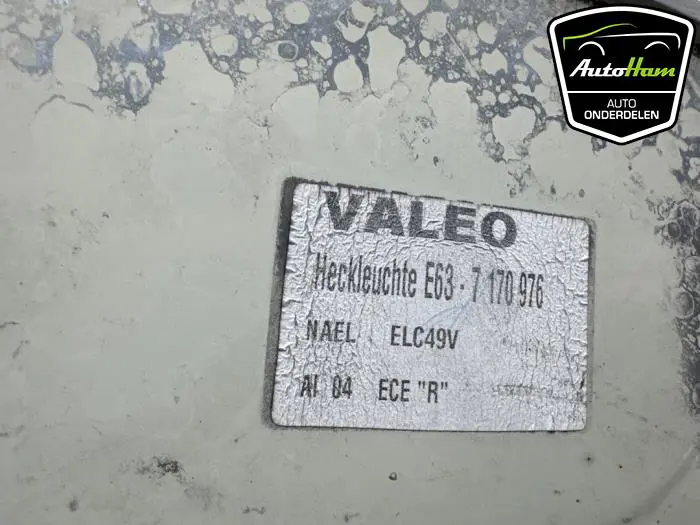 AutoHam
AUTO
ONDERDELEN
VALEO
Heckleuchte E63 - 7 170 976
NAEL ELC49V
AI 04 ECE "R"